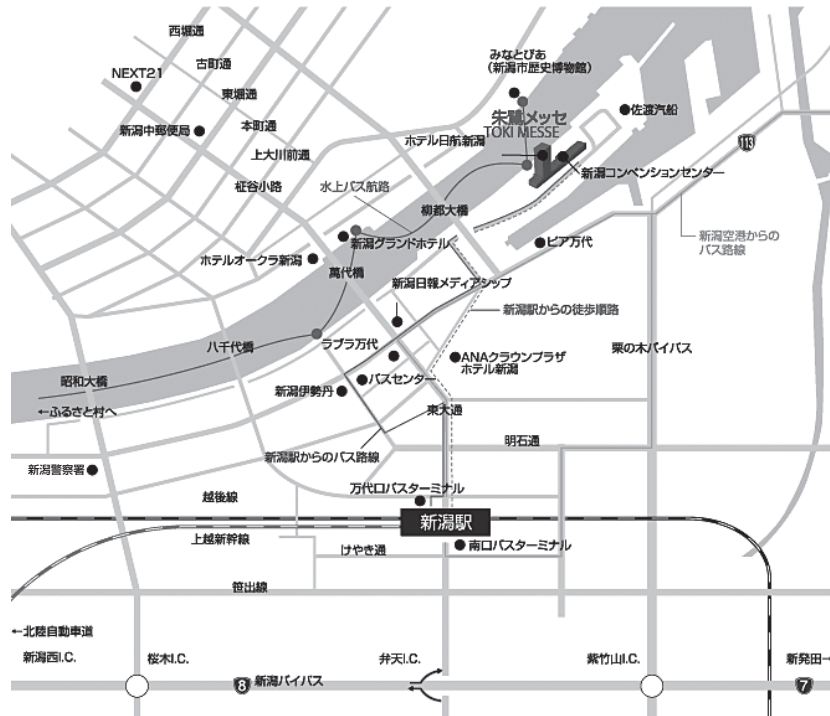 西堀通
古町通
NEXT21
東堀通
新潟中郵便局
本町通
上大川前通
柾谷小路
みなとぴあ
(新潟市歴史博物館)
朱鷺メッセ
TOKI MESSE
佐渡汽船
ホテル日航新潟
113
新潟コンベンションセンター
水上バス航路
柳都大橋
新潟グランドホテル
ピア万代
新潟空港からの
バス路線
ホテルオークラ新潟
萬代橋
新潟日報メディアシップ
新潟駅からの徒歩順路
八千代橋
ラブラ万代
栗の木バイパス
ANAクラウンプラザ
ホテル新潟
昭和大橋
バスセンター
新潟伊勢丹
←ふるさと村へ
東大通
明石通
新潟駅からのバス路線
新潟警察署
万代口バスターミナル
越後線
新潟駅
上越新幹線
けやき通
南口バスターミナル
笹出線
←北陸自動車道
新潟西I.C.
桜木I.C.
弁天I.C.
紫竹山I.C.
新発田→
8
新潟バイパス
7